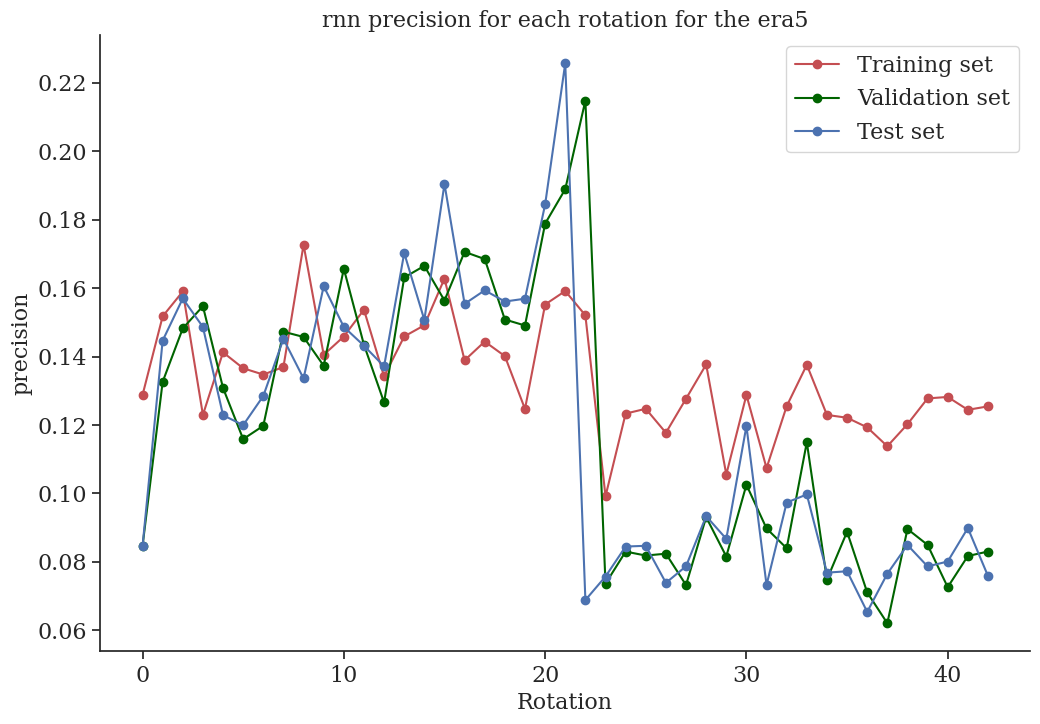 rnn precision for each rotation for the era5
Training set
Validation set
Test set
precision
0.22
0.20
0.18
0.16
0.14
0.12
0.10
0.08
0.06
0
10
20
30
40
Rotation